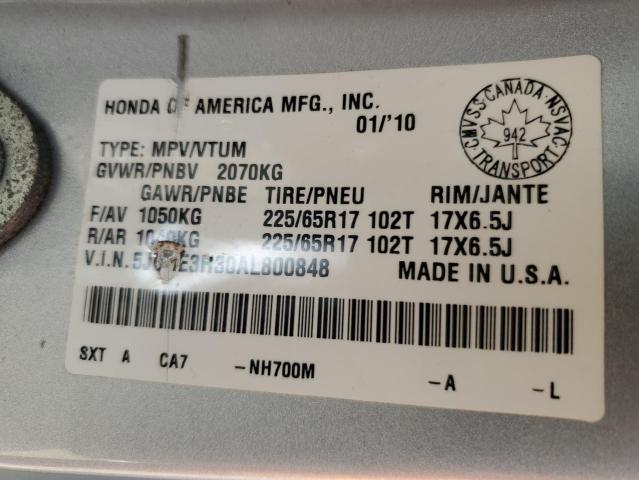 HONDA OF AMERICA MFG., INC.
01/'10
CMVSS·CANADA·NSVAC
942
TRANSPORT
TYPE: MPV/VTUM
GVWR/PNBV 2070KG
GAWR/PNBE TIRE/PNEU RIM/JANTE
F/AV 1050KG 225/65R17 102T 17X6.5J
R/AR 225/65R17 102T 17X6.5J
V.I.N. MADE IN U.S.A.
SXT A CA7 -NH700M -A -L